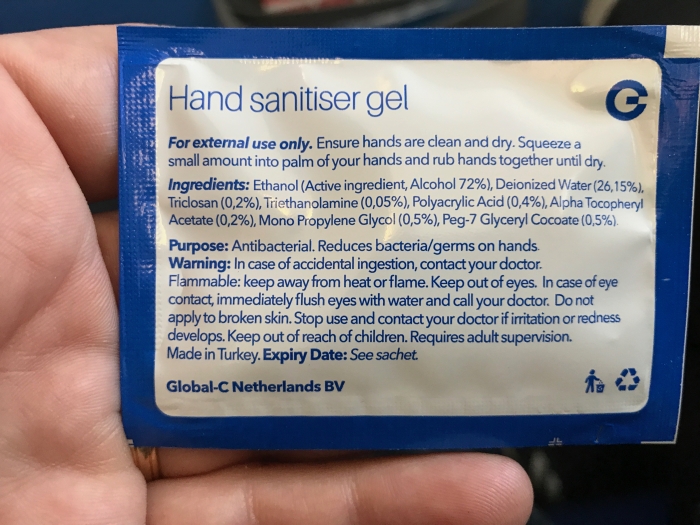 Hand sanitiser gel
For external use only. Ensure hands are clean and dry. Squeeze a
small amount into palm of your hands and rub hands together until dry.
Ingredients: Ethanol (Active ingredient, Alcohol 72%), Deionized Water (26,15%),
Triclosan (0,2%), Triethanolamine (0,05%), Polyacrylic Acid (0,4%), Alpha Tocopheryl
Acetate (0,2%), Mono Propylene Glycol (0,5%), Peg-7 Glyceryl Cocoate (0,5%).
Purpose: Antibacterial. Reduces bacteria/germs on hands.
Warning: In case of accidental ingestion, contact your doctor.
Flammable: keep away from heat or flame. Keep out of eyes. In case of eye
contact, immediately flush eyes with water and call your doctor. Do not
apply to broken skin. Stop use and contact your doctor if irritation or redness
develops. Keep out of reach of children. Requires adult supervision.
Made in Turkey. Expiry Date: See sachet.
Global-C Netherlands BV